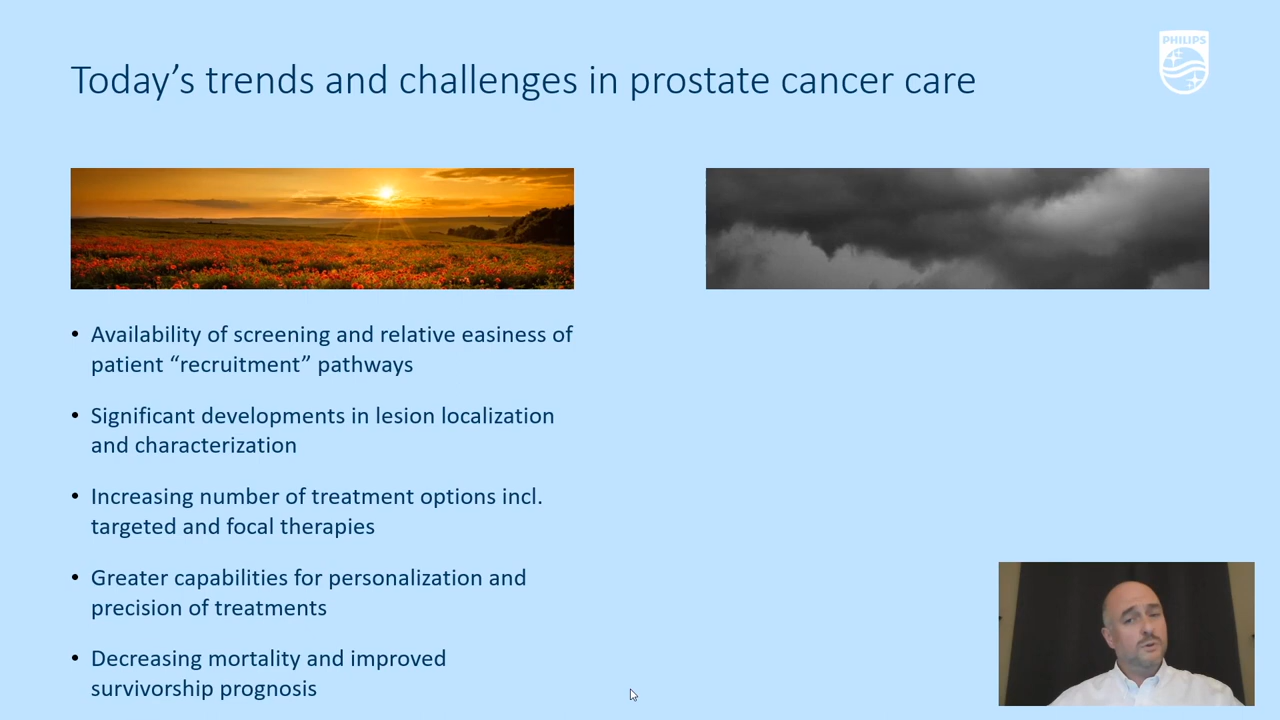 Today’s trends and challenges in prostate cancer care
PHILIPS
• Availability of screening and relative easiness of
patient “recruitment” pathways
• Significant developments in lesion localization
and characterization
• Increasing number of treatment options incl.
targeted and focal therapies
• Greater capabilities for personalization and
precision of treatments
• Decreasing mortality and improved
survivorship prognosis